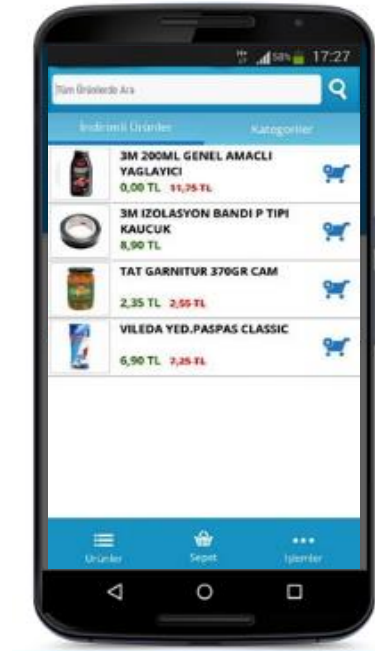 58% 17:27
Tüm Ürünlerde Ara
İndirimli Ürünler Kategoriler
3M 200ML GENEL AMACLI
YAGLAYICI
0,00 TL 11,75 TL
3M IZOLASYON BANDI P TIPI
KAUCUK
8,90 TL
TAT GARNITUR 370GR CAM
2,35 TL 2,55 TL
VILEDA YED.PASPAS CLASSIC
6,90 TL 7,25 TL
Ürünler Sepet İşlemler